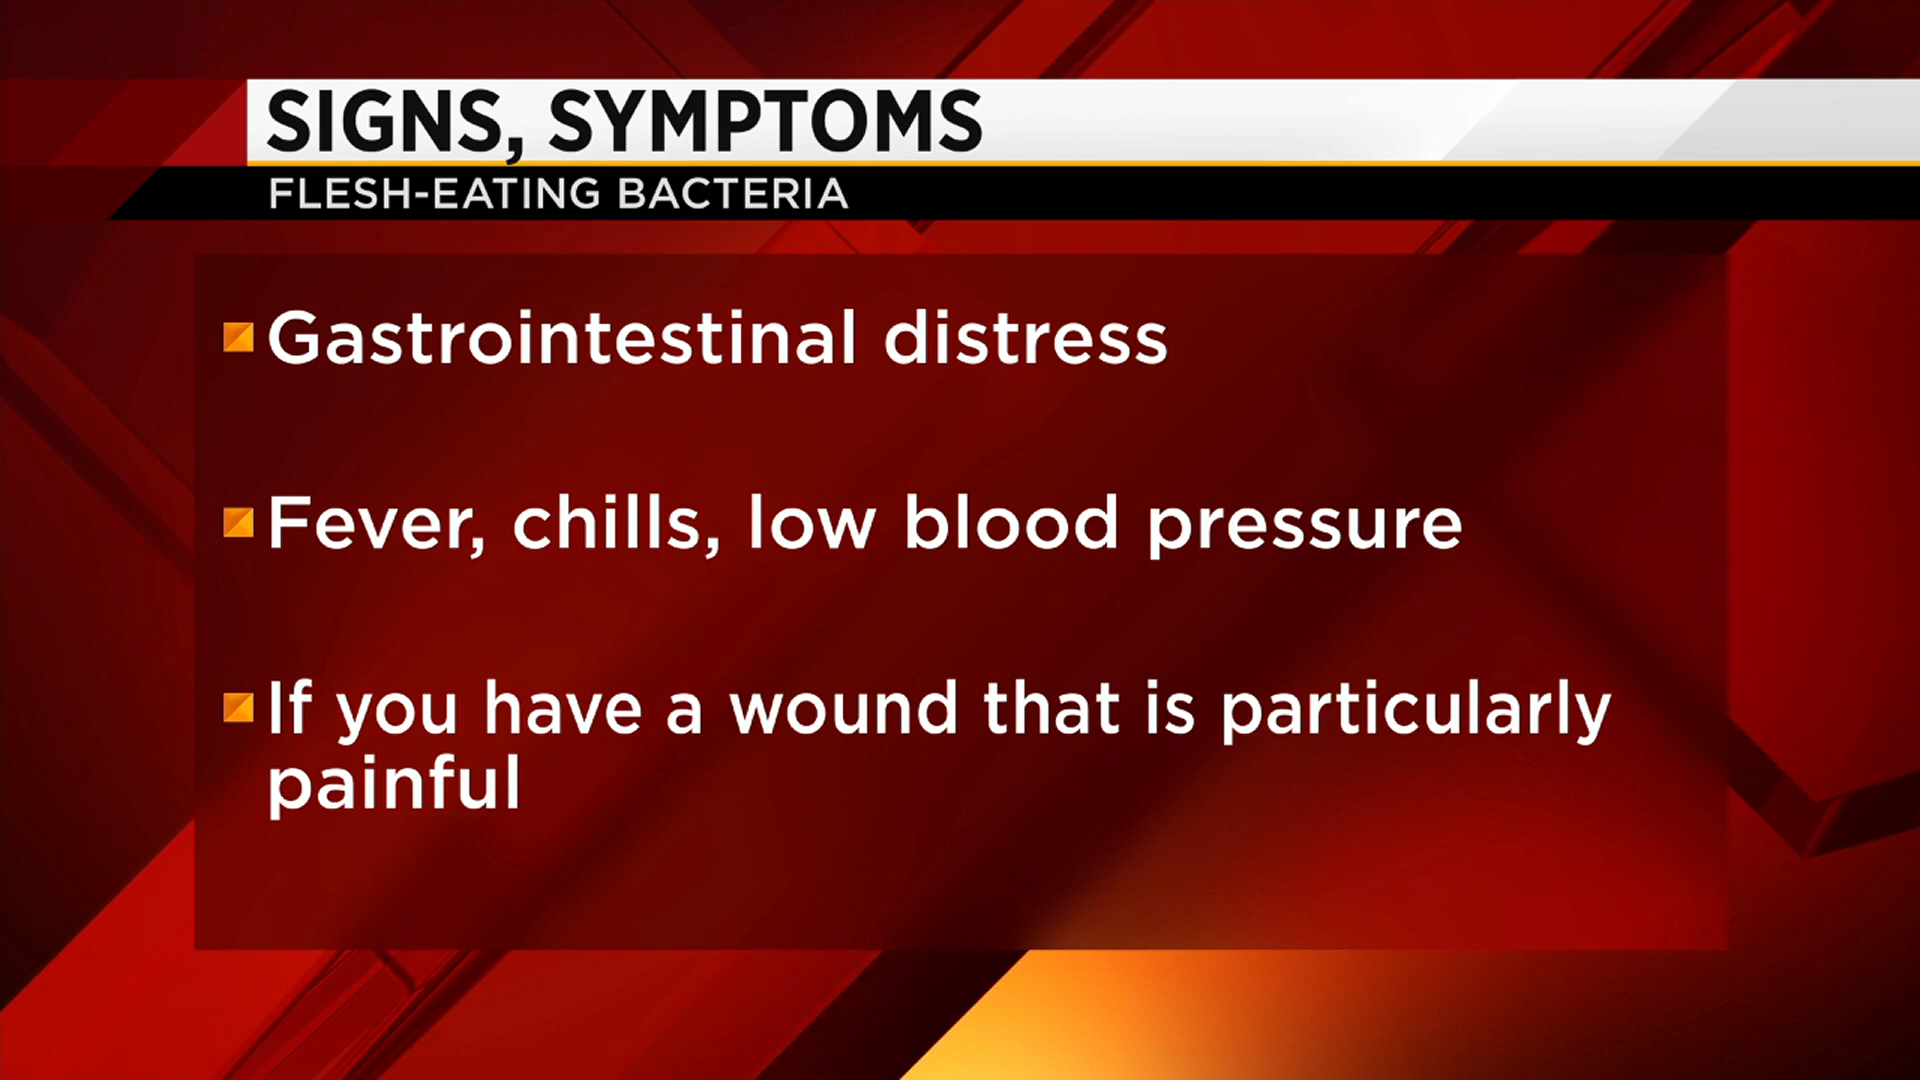 SIGNS, SYMPTOMS
FLESH-EATING BACTERIA
Gastrointestinal distress
Fever, chills, low blood pressure
If you have a wound that is particularly
painful